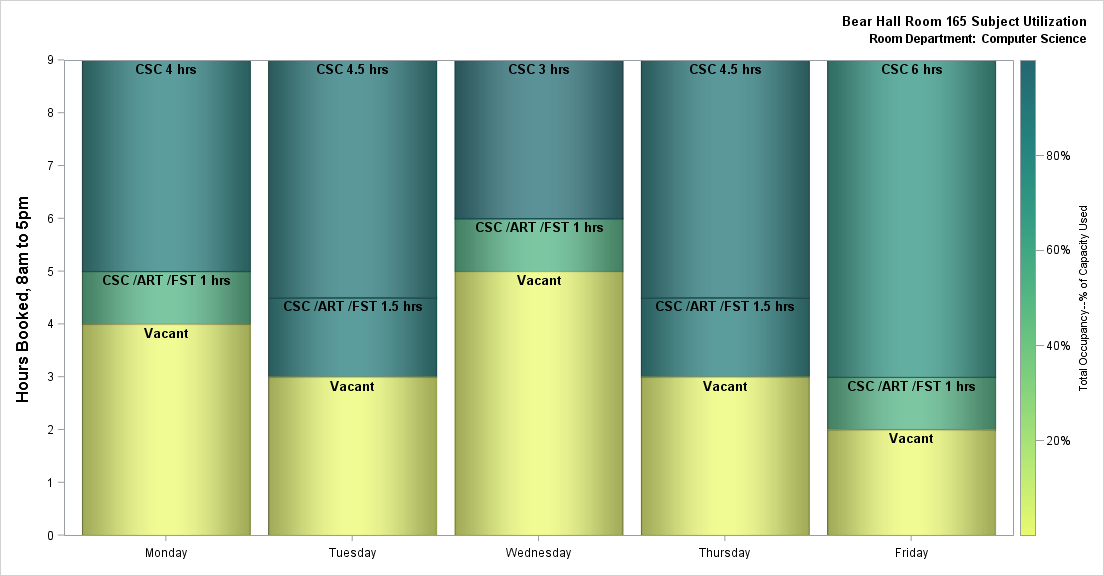 Bear Hall Room 165 Subject Utilization
Room Department: Computer Science
Hours Booked, 8am to 5pm
9
8
7
6
5
4
3
2
1
0
CSC 4 hrs
CSC /ART /FST 1 hrs
Vacant
CSC 4.5 hrs
CSC /ART /FST 1.5 hrs
Vacant
CSC 3 hrs
CSC /ART /FST 1 hrs
Vacant
CSC 4.5 hrs
CSC /ART /FST 1.5 hrs
Vacant
CSC 6 hrs
CSC /ART /FST 1 hrs
Vacant
Monday
Tuesday
Wednesday
Thursday
Friday
80%
60%
40%
20%
Total Occupancy--% of Capacity Used